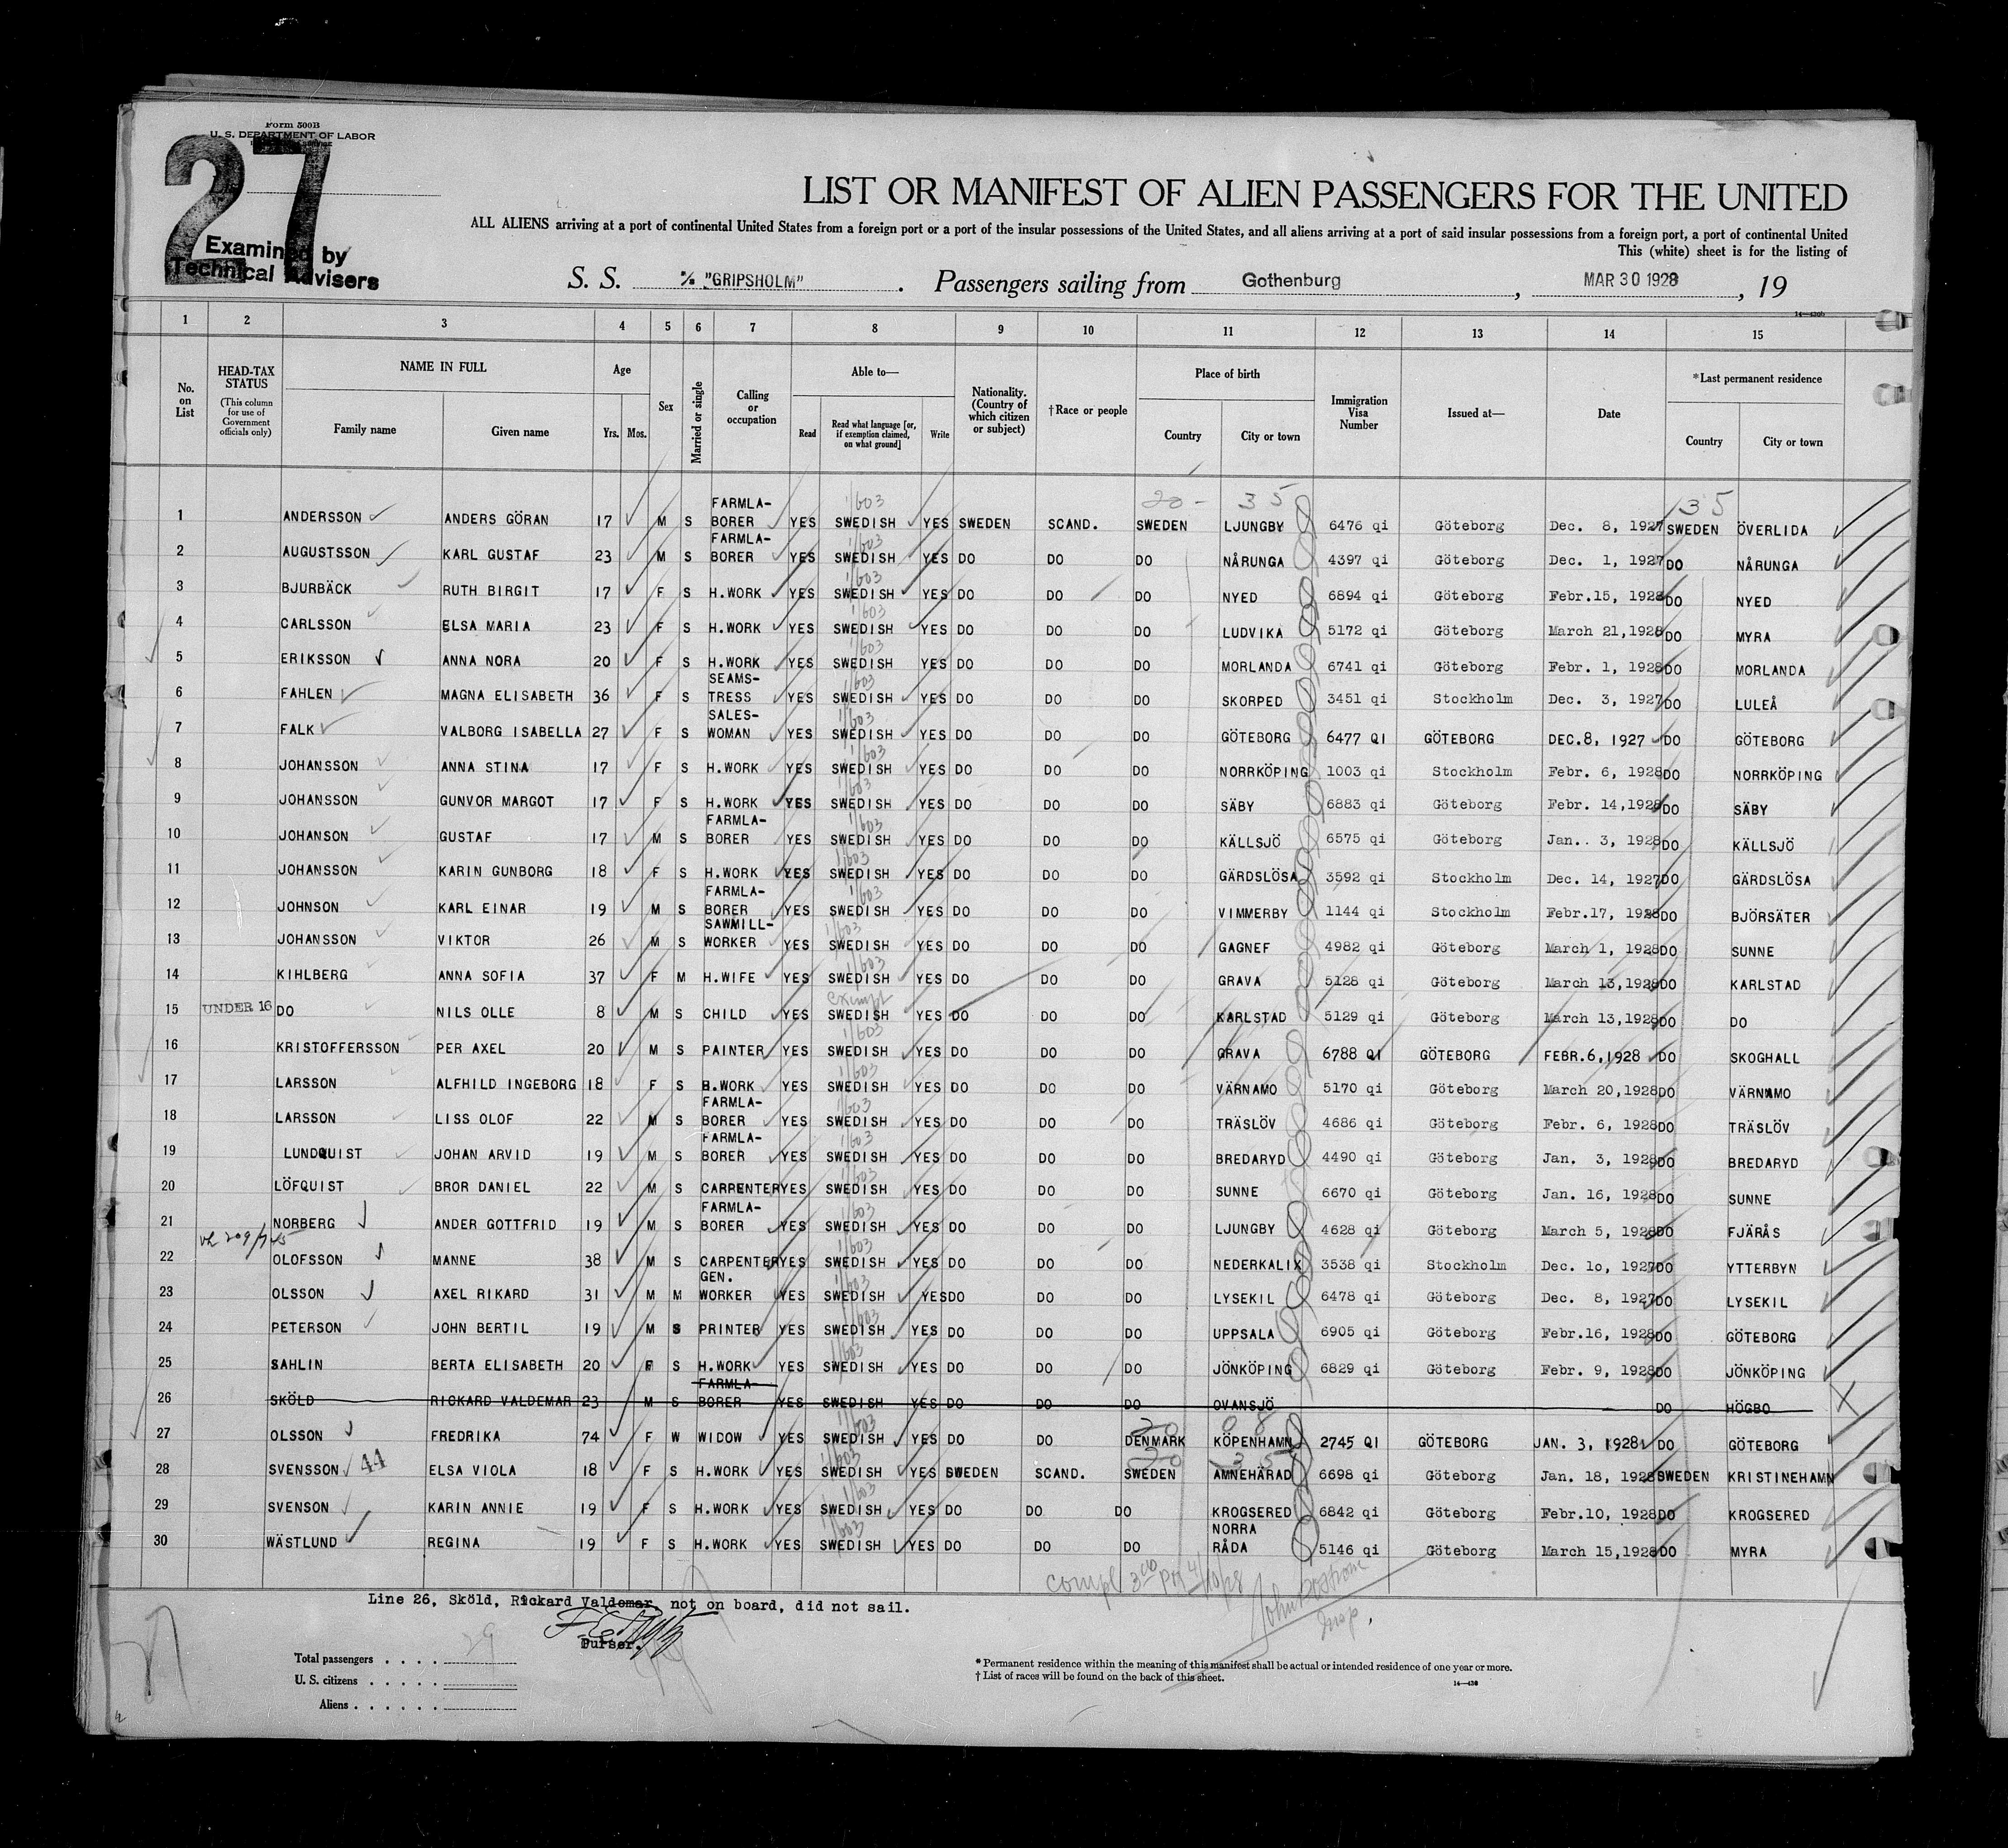 Form 500B
U. S. DEPARTMENT OF LABOR
27
Examined by
Technical Advisers
LIST OR MANIFEST OF ALIEN PASSENGERS FOR THE UNITED
ALL ALIENS arriving at a port of continental United States from a foreign port or a port of the insular possessions of the United States, and all aliens arriving at a port of said insular possessions from a foreign port, a port of continental United
This (white) sheet is for the listing of
S. S. M/S "GRIPSHOLM" . Passengers sailing from Gothenburg , MAR 30 1928 , 19
1 2 3 4 5 6 7 8 9 10 11 12 13 14 15
No. on List
HEAD-TAX STATUS (This column for use of Government officials only)
NAME IN FULL
Family name Given name
Age
Yrs. Mos.
Sex
Married or single
Calling or occupation
Able to—
Read
Read what language [or, if exemption claimed, on what ground]
Write
Nationality. (Country of which citizen or subject)
†Race or people
Place of birth
Country City or town
Immigration Visa Number
Issued at—
Date
*Last permanent residence
Country City or town
20 - 35 135
1 ANDERSSON ANDERS GÖRAN 17 M S FARMLA-BORER YES SWEDISH YES SWEDEN SCAND. SWEDEN LJUNGBY 6476 qi Göteborg Dec. 8, 1927 SWEDEN ÖVERLIDA
2 AUGUSTSSON KARL GUSTAF 23 M S FARMLA-BORER YES SWEDISH YES DO DO DO NÅRUNGA 4397 qi Göteborg Dec. 1, 1927 DO NÅRUNGA
3 BJURBÄCK RUTH BIRGIT 17 F S H.WORK YES SWEDISH YES DO DO DO NYED 6894 qi Göteborg Febr.15, 1928 DO NYED
4 CARLSSON ELSA MARIA 23 F S H.WORK YES SWEDISH YES DO DO DO LUDVIKA 5172 qi Göteborg March 21,1928 DO MYRA
5 ERIKSSON ANNA NORA 20 F S H.WORK YES SWEDISH YES DO DO DO MORLANDA 6741 qi Göteborg Febr. 1, 1928 DO MORLANDA
6 FAHLEN MAGNA ELISABETH 36 F S SEAMS-TRESS YES SWEDISH YES DO DO DO SKORPED 3451 qi Stockholm Dec. 3, 1927 DO LULEÅ
7 FALK VALBORG ISABELLA 27 F S SALES-WOMAN YES SWEDISH YES DO DO DO GÖTEBORG 6477 QI GÖTEBORG DEC.8, 1927 DO GÖTEBORG
8 JOHANSSON ANNA STINA 17 F S H.WORK YES SWEDISH YES DO DO DO NORRKÖPING 1003 qi Stockholm Febr. 6, 1928 DO NORRKÖPING
9 JOHANSSON GUNVOR MARGOT 17 F S H.WORK YES SWEDISH YES DO DO DO SÄBY 6883 qi Göteborg Febr. 14,1928 DO SÄBY
10 JOHANSON GUSTAF 17 M S FARMLA-BORER YES SWEDISH YES DO DO DO KÄLLSJÖ 6575 qi Göteborg Jan.. 3, 1928 DO KÄLLSJÖ
11 JOHANSSON KARIN GUNBORG 18 F S H.WORK YES SWEDISH YES DO DO DO GÄRDSLÖSA 3592 qi Stockholm Dec. 14, 1927 DO GÄRDSLÖSA
12 JOHNSON KARL EINAR 19 M S FARMLA-BORER YES SWEDISH YES DO DO DO VIMMERBY 1144 qi Stockholm Febr.17, 1928 DO BJÖRSÄTER
13 JOHANSSON VIKTOR 26 M S SAWMILL-WORKER YES SWEDISH YES DO DO DO GAGNEF 4982 qi Göteborg March 1, 1928 DO SUNNE
14 KIHLBERG ANNA SOFIA 37 F M H.WIFE YES SWEDISH YES DO DO DO GRAVA 5128 qi Göteborg March 13,1928 DO KARLSTAD
15 UNDER 16 DO NILS OLLE 8 M S CHILD YES exempt SWEDISH YES DO DO DO KARLSTAD 5129 qi Göteborg March 13,1928 DO DO
16 KRISTOFFERSSON PER AXEL 20 M S PAINTER YES SWEDISH YES DO DO DO GRAVA 6788 QI GÖTEBORG FEBR.6,1928 DO SKOGHALL
17 LARSSON ALFHILD INGEBORG 18 F S H.WORK YES SWEDISH YES DO DO DO VÄRNAMO 5170 qi Göteborg March 20,1928 DO VÄRNAMO
18 LARSSON LISS OLOF 22 M S FARMLA-BORER YES SWEDISH YES DO DO DO TRÄSLÖV 4686 qi Göteborg Febr. 6, 1928 DO TRÄSLÖV
19 LUNDQUIST JOHAN ARVID 19 M S FARMLA-BORER YES SWEDISH YES DO DO DO BREDARYD 4490 qi Göteborg Jan. 3, 1928 DO BREDARYD
20 LÖFQUIST BROR DANIEL 22 M S CARPENTER YES SWEDISH YES DO DO DO SUNNE 6670 qi Göteborg Jan. 16, 1928 DO SUNNE
21 NORBERG ANDER GOTTFRID 19 M S FARMLA-BORER YES SWEDISH YES DO DO DO LJUNGBY 4628 qi Göteborg March 5, 1928 DO FJÄRÅS
22 OLOFSSON MANNE 38 M S CARPENTER YES SWEDISH YES DO DO DO NEDERKALIX 3538 qi Stockholm Dec. 1o, 1927 DO YTTERBYN
23 OLSSON AXEL RIKARD 31 M M GEN. WORKER YES SWEDISH YES DO DO DO LYSEKIL 6478 qi Göteborg Dec. 8, 1927 DO LYSEKIL
24 PETERSON JOHN BERTIL 19 M S PRINTER YES SWEDISH YES DO DO DO UPPSALA 6905 qi Göteborg Febr.16, 1928 DO GÖTEBORG
25 SAHLIN BERTA ELISABETH 20 F S H.WORK YES SWEDISH YES DO DO DO JÖNKÖPING 6829 qi Göteborg Febr. 9, 1928 DO JÖNKÖPING
26 SKÖLD RICKARD VALDEMAR 23 M S FARMLA-BORER YES SWEDISH YES DO DO DO OVANSJÖ DO HÖGBO
27 OLSSON FREDRIKA 74 F W WIDOW YES SWEDISH YES DO DO DENMARK KÖPENHAMN 2745 QI GÖTEBORG JAN. 3, 1928 DO GÖTEBORG
28 SVENSSON 44 ELSA VIOLA 18 F S H.WORK YES SWEDISH YES SWEDEN SCAND. SWEDEN AMNEHÄRAD 6698 qi Göteborg Jan. 18, 1928 SWEDEN KRISTINEHAMN
29 SVENSON KARIN ANNIE 19 F S H.WORK YES SWEDISH YES DO DO DO KROGSERED 6842 qi Göteborg Febr.10, 1928 DO KROGSERED
30 WÄSTLUND REGINA 19 F S H.WORK YES SWEDISH YES DO DO DO NORRA RÅDA 5146 qi Göteborg March 15,1928 DO MYRA
Line 26, Sköld, Rickard Valdemar, not on board, did not sail.
Purser.
Total passengers . . . . 29
U. S. citizens . . . . .
Aliens . . . . . .
*Permanent residence within the meaning of this manifest shall be actual or intended residence of one year or more.
†List of races will be found on the back of this sheet.